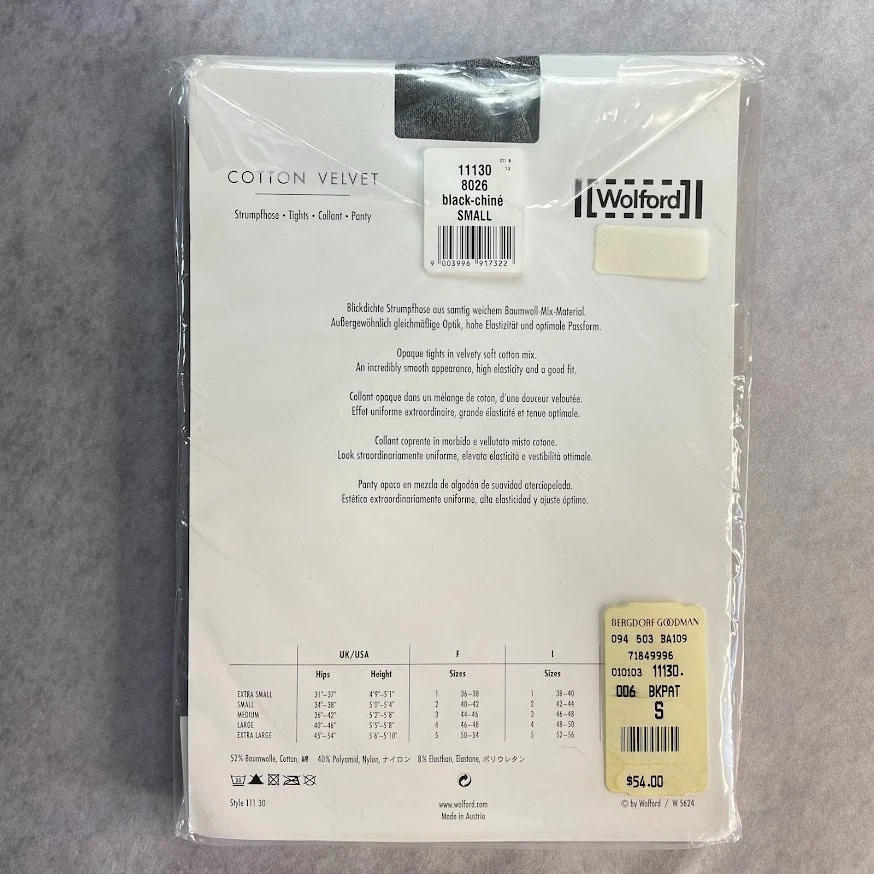 COTTON VELVET
Strumpfhose • Tights • Collant • Panty
11130
8026
black-chiné
SMALL
9 003996 917322
Wolford
Blickdichte Strumpfhose aus samtig weichem Baumwoll-Mix-Material.
Außergewöhnlich gleichmäßige Optik, hohe Elastizität und optimale Passform.
Opaque tights in velvety soft cotton mix.
An incredibly smooth appearance, high elasticity and a good fit.
Collant opaque dans un mélange de coton, d'une douceur veloutée.
Effet uniforme extraordinaire, grande élasticité et tenue optimale.
Collant coprente in morbido e vellutato misto cotone.
Look straordinariamente uniforme, elevata elasticità e vestibilità ottimale.
Panty opaco en mezcla de algodón de suavidad aterciopelada.
Estética extraordinariamente uniforme, alta elasticidad y ajuste óptimo.
UK/USA F I
Hips Height Sizes Sizes
EXTRA SMALL 31"–37" 4'9"–5'1" 1 36–38 1 38–40
SMALL 34"–38" 5'0"–5'4" 2 40–42 2 42–44
MEDIUM 36"–42" 5'2"–5'8" 3 44–46 3 46–48
LARGE 40"–46" 5'5"–5'8" 4 46–48 4 48–50
EXTRA LARGE 45"–54" 5'6"–5'10" 5 50–54 5 52–56
52% Baumwolle, Cotton, 綿 40% Polyamid, Nylon, ナイロン 8% Elasthan, Elastane, ポリウレタン
Style 111 30
www.wolford.com
Made in Austria
© by Wolford / W 5624
BERGDORF GOODMAN
094 503 BA109
71849996
010103 11130.
006 BKPAT
S
$54.00